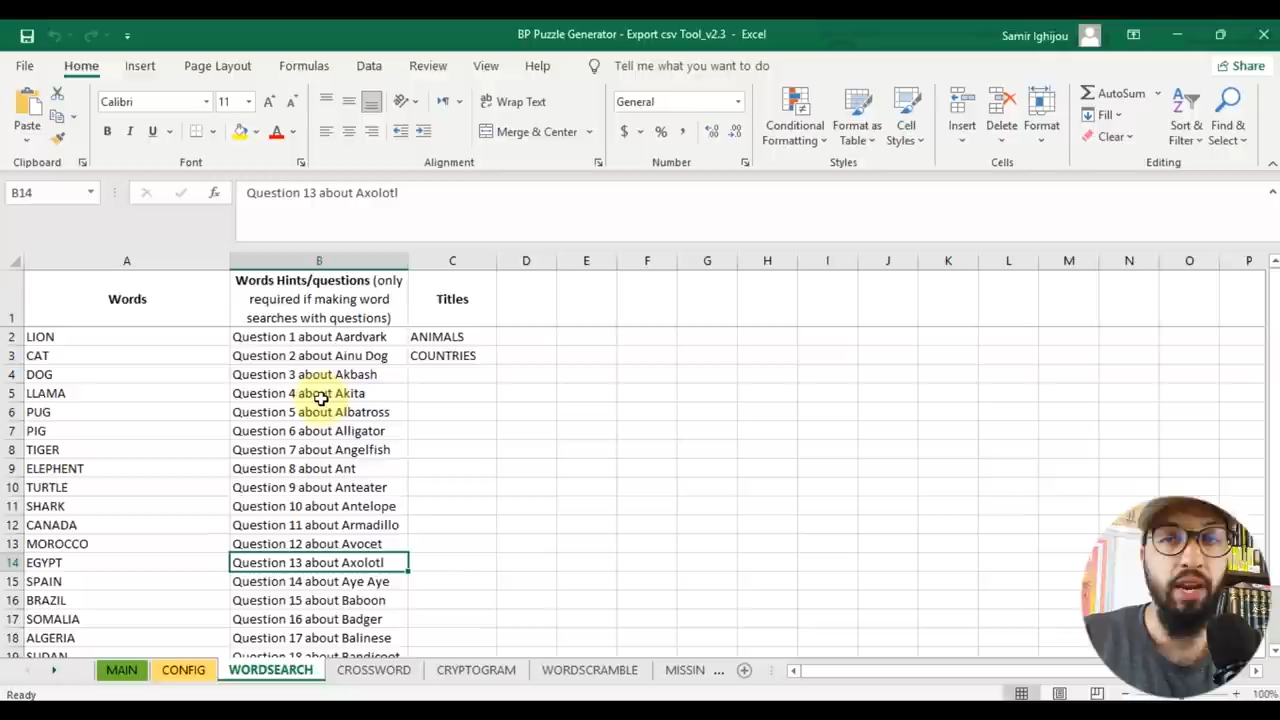 BP Puzzle Generator - Export csv Tool_v2.3 - Excel
Samir Ighijou
File Home Insert Page Layout Formulas Data Review View Help Tell me what you want to do Share
Paste
Calibri 11
B I U
Wrap Text
Merge & Center
General
$ % ,
Conditional Formatting
Format as Table
Cell Styles
Insert
Delete
Format
AutoSum
Fill
Clear
Sort & Filter
Find & Select
Clipboard Font Alignment Number Styles Cells Editing
B14 fx Question 13 about Axolotl
A B C D E F G H I J K L M N O P
1 Words Words Hints/questions (only required if making word searches with questions) Titles
2 LION Question 1 about Aardvark ANIMALS
3 CAT Question 2 about Ainu Dog COUNTRIES
4 DOG Question 3 about Akbash
5 LLAMA Question 4 about Akita
6 PUG Question 5 about Albatross
7 PIG Question 6 about Alligator
8 TIGER Question 7 about Angelfish
9 ELEPHENT Question 8 about Ant
10 TURTLE Question 9 about Anteater
11 SHARK Question 10 about Antelope
12 CANADA Question 11 about Armadillo
13 MOROCCO Question 12 about Avocet
14 EGYPT Question 13 about Axolotl
15 SPAIN Question 14 about Aye Aye
16 BRAZIL Question 15 about Baboon
17 SOMALIA Question 16 about Badger
18 ALGERIA Question 17 about Balinese
19 SUDAN Question 18 about Bandicoot
MAIN CONFIG WORDSEARCH CROSSWORD CRYPTOGRAM WORDSCRAMBLE MISSIN ...
Ready 100%